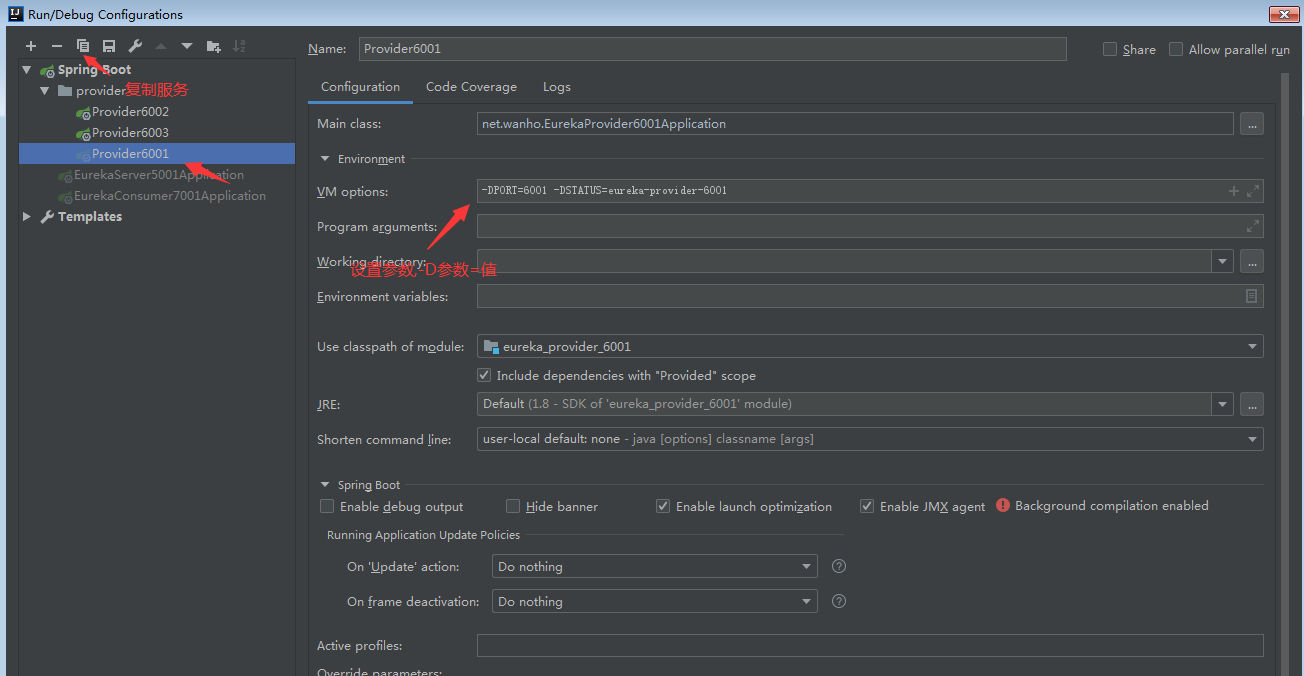 Run/Debug Configurations
Name: Provider6001
Share
Allow parallel run
Spring Boot
provider
复制服务
Provider6002
Provider6003
Provider6001
EurekaServer5001Application
EurekaConsumer7001Application
Templates
Configuration Code Coverage Logs
Main class: net.wanho.EurekaProvider6001Application ...
Environment
VM options: -DPORT=6001 -DSTATUS=eureka-provider-6001
Program arguments:
Working directory: ...
设置参数,-D参数=值
Environment variables:
Use classpath of module: eureka_provider_6001
Include dependencies with "Provided" scope
JRE: Default (1.8 - SDK of 'eureka_provider_6001' module) ...
Shorten command line: user-local default: none - java [options] classname [args]
Spring Boot
Enable debug output Hide banner Enable launch optimization Enable JMX agent Background compilation enabled
Running Application Update Policies
On 'Update' action: Do nothing ?
On frame deactivation: Do nothing ?
Active profiles:
Override parameters: